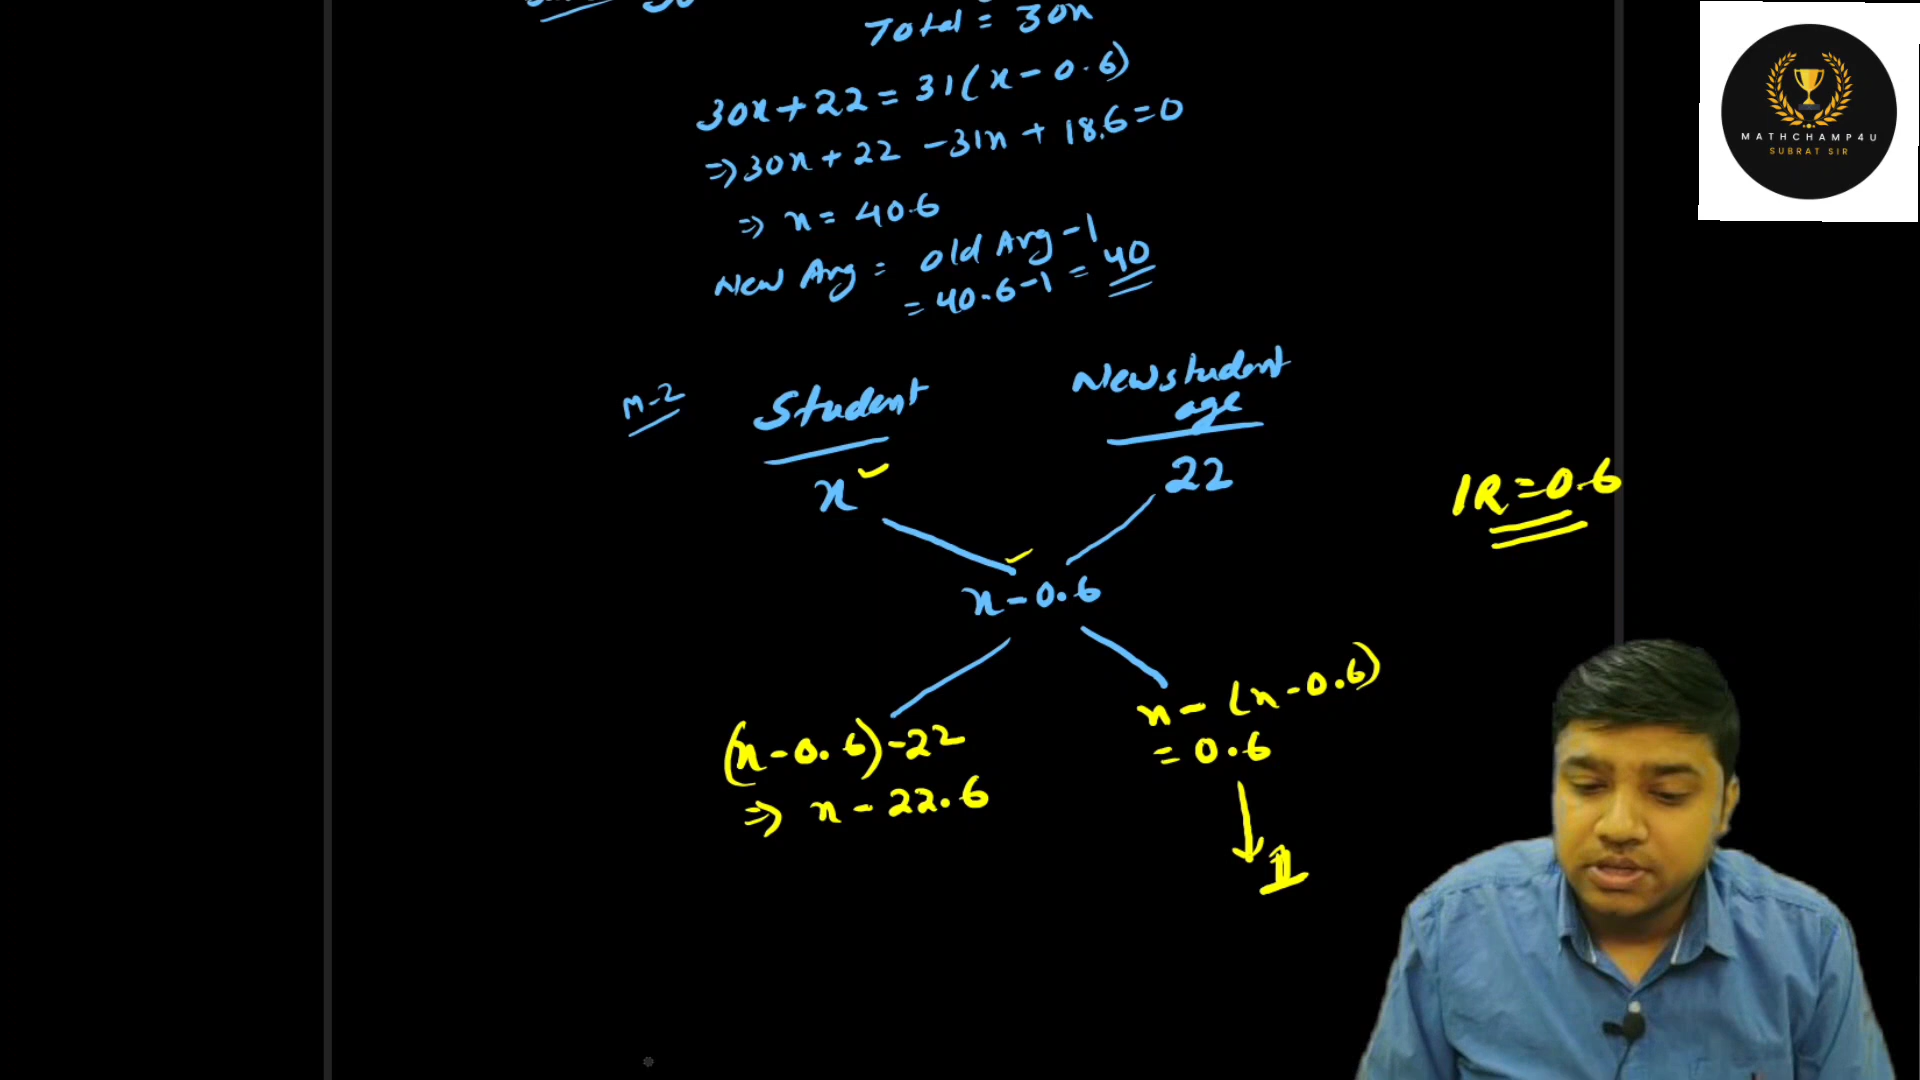 Total = 30x
30x + 22 = 31(x - 0.6)
⇒ 30x + 22 - 31x + 18.6 = 0
⇒ x = 40.6
New Avg = old Avg - 1
= 40.6 - 1 = 40
M-2
Student
New student
age
x
22
IR = 0.6
x - 0.6
(x - 0.6) - 22
⇒ x - 22.6
x - (x - 0.6)
= 0.6
1
MATHCHAMP4U
SUBRAT SIR